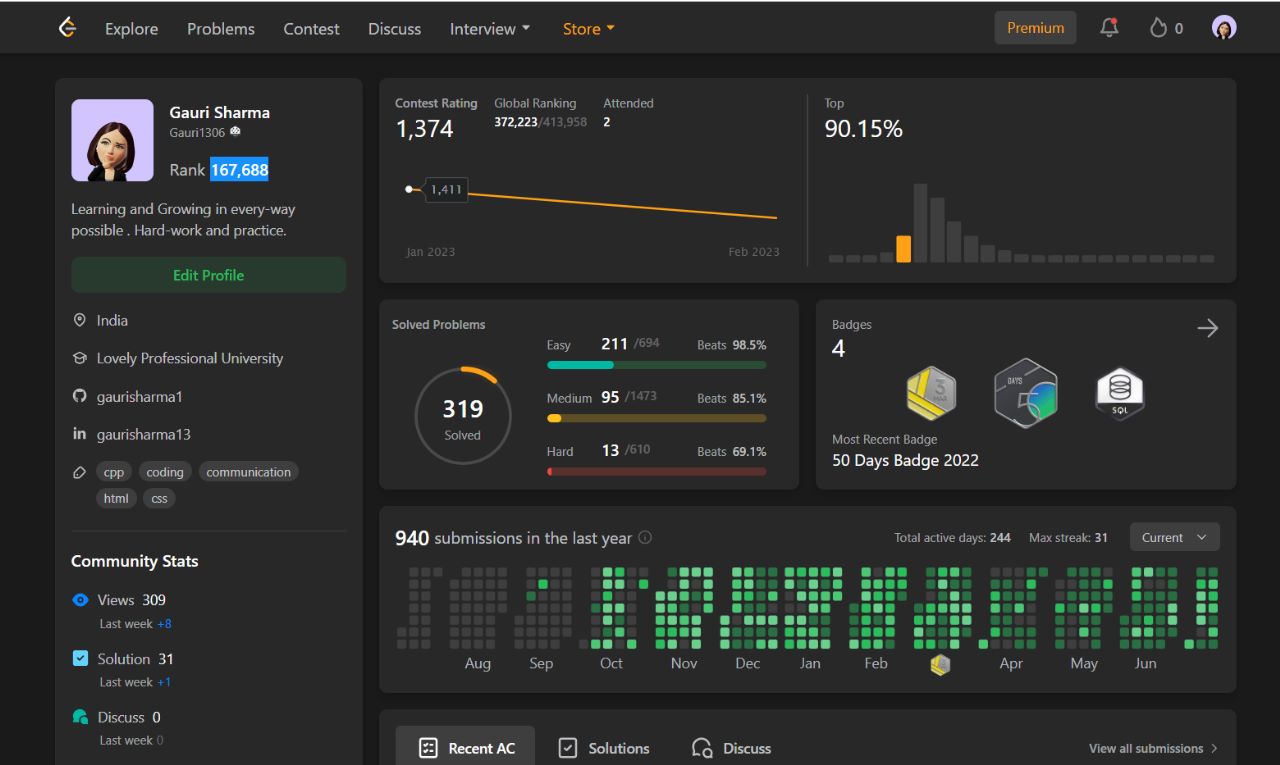 Explore Problems Contest Discuss Interview Store Premium 0
Gauri Sharma
Gauri1306
Rank 167,688
Learning and Growing in every-way
possible . Hard-work and practice.
Edit Profile
India
Lovely Professional University
gaurisharma1
in gaurisharma13
cpp coding communication
html css
Community Stats
Views 309
Last week +8
Solution 31
Last week +1
Discuss 0
Last week 0
Contest Rating Global Ranking Attended
1,374 372,223/413,958 2
1,411
Jan 2023 Feb 2023
Top
90.15%
Solved Problems
319
Solved
Easy 211 /694 Beats 98.5%
Medium 95 /1473 Beats 85.1%
Hard 13 /610 Beats 69.1%
Badges
4
3
MAR
DAYS
5
SQL
Most Recent Badge
50 Days Badge 2022
940 submissions in the last year Total active days: 244 Max streak: 31 Current
Aug Sep Oct Nov Dec Jan Feb Apr May Jun
Recent AC Solutions Discuss View all submissions >